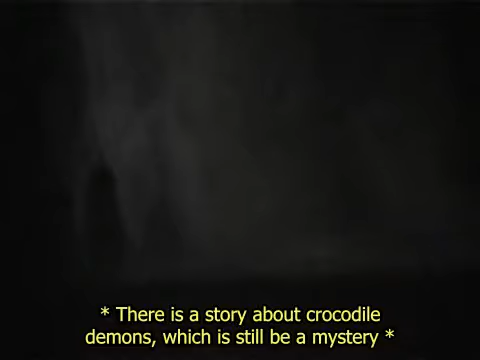 * There is a story about crocodile
demons, which is still be a mystery *